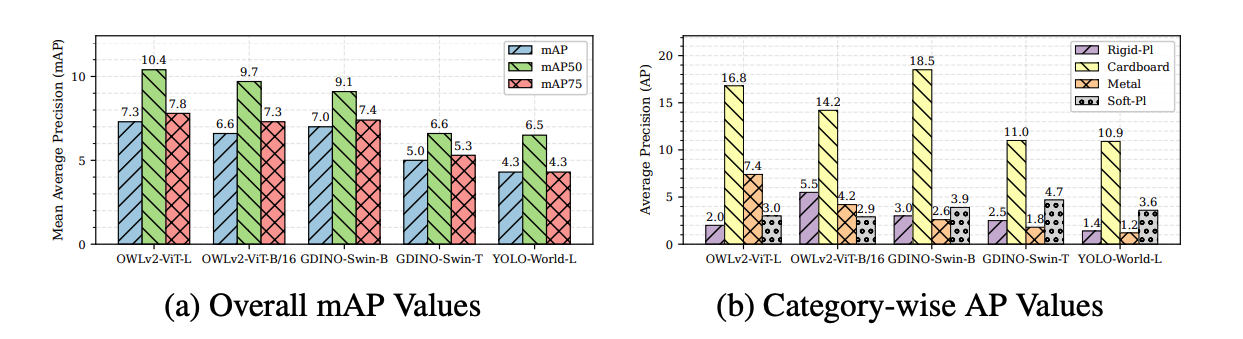 Mean Average Precision (mAP)
10
5
0
7.3
10.4
7.8
6.6
9.7
7.3
7.0
9.1
7.4
5.0
6.6
5.3
4.3
6.5
4.3
mAP
mAP50
mAP75
OWLv2-ViT-L
OWLv2-ViT-B/16
GDINO-Swin-B
GDINO-Swin-T
YOLO-World-L
(a) Overall mAP Values
Average Precision (AP)
20
15
10
5
0
2.0
16.8
7.4
3.0
5.5
14.2
4.2
2.9
3.0
18.5
2.6
3.9
2.5
11.0
1.8
4.7
1.4
10.9
1.2
3.6
Rigid-Pl
Cardboard
Metal
Soft-Pl
OWLv2-ViT-L
OWLv2-ViT-B/16
GDINO-Swin-B
GDINO-Swin-T
YOLO-World-L
(b) Category-wise AP Values